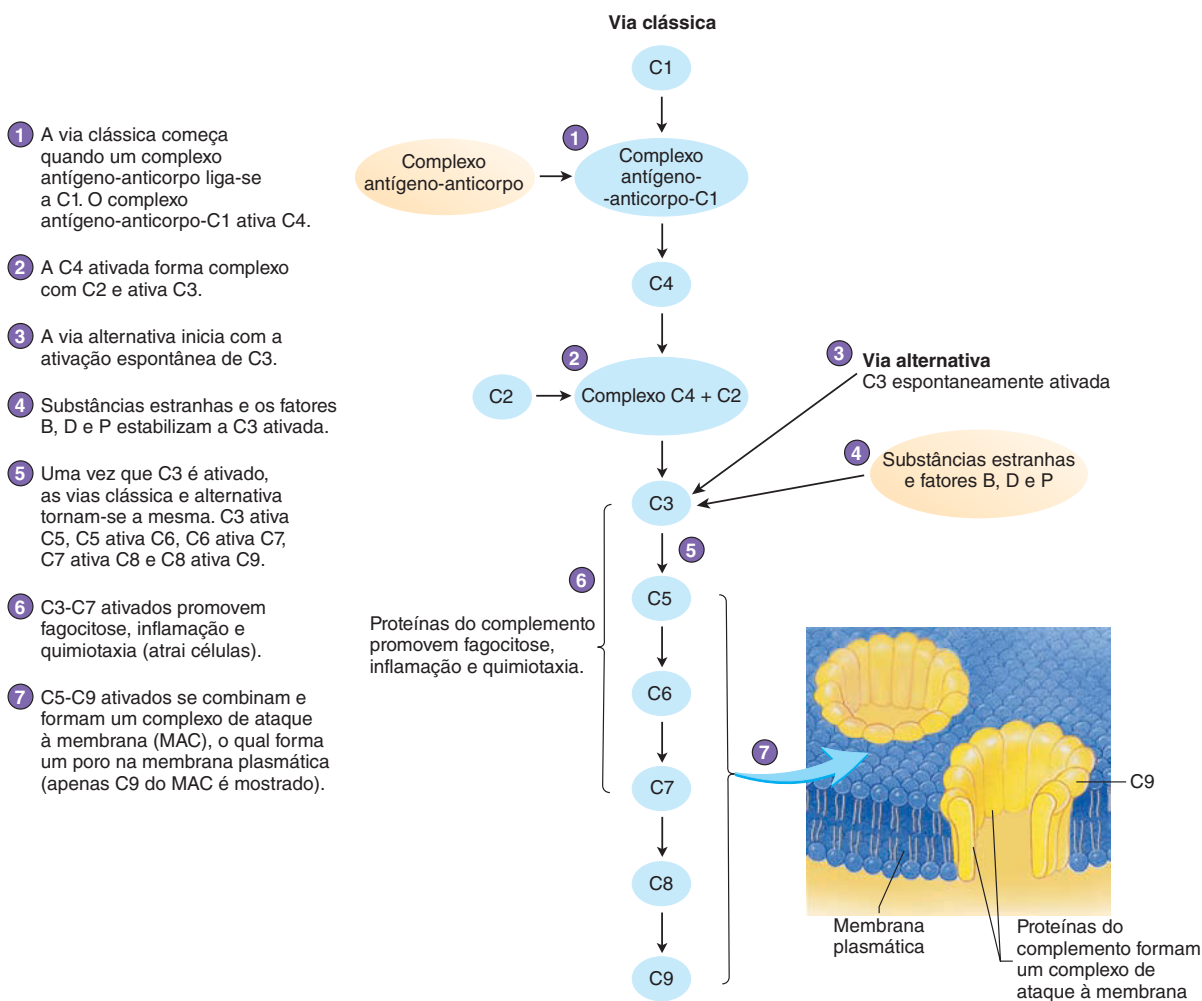 Via clássica
C1
1 A via clássica começa
quando um complexo
antígeno-anticorpo liga-se
a C1. O complexo
antígeno-anticorpo-C1 ativa C4.
2 A C4 ativada forma complexo
com C2 e ativa C3.
3 A via alternativa inicia com a
ativação espontânea de C3.
4 Substâncias estranhas e os fatores
B, D e P estabilizam a C3 ativada.
5 Uma vez que C3 é ativado,
as vias clássica e alternativa
tornam-se a mesma. C3 ativa
C5, C5 ativa C6, C6 ativa C7,
C7 ativa C8 e C8 ativa C9.
6 C3-C7 ativados promovem
fagocitose, inflamação e
quimiotaxia (atrai células).
7 C5-C9 ativados se combinam e
formam um complexo de ataque
à membrana (MAC), o qual forma
um poro na membrana plasmática
(apenas C9 do MAC é mostrado).
Complexo
antígeno-anticorpo
1
Complexo
antígeno-
-anticorpo-C1
C4
2
C2
Complexo C4 + C2
3
Via alternativa
C3 espontaneamente ativada
4
Substâncias estranhas
e fatores B, D e P
C3
5
6
Proteínas do complemento
promovem fagocitose,
inflamação e quimiotaxia.
C5
C6
C7
C8
C9
7
C9
Membrana
plasmática
Proteínas do
complemento formam
um complexo de
ataque à membrana